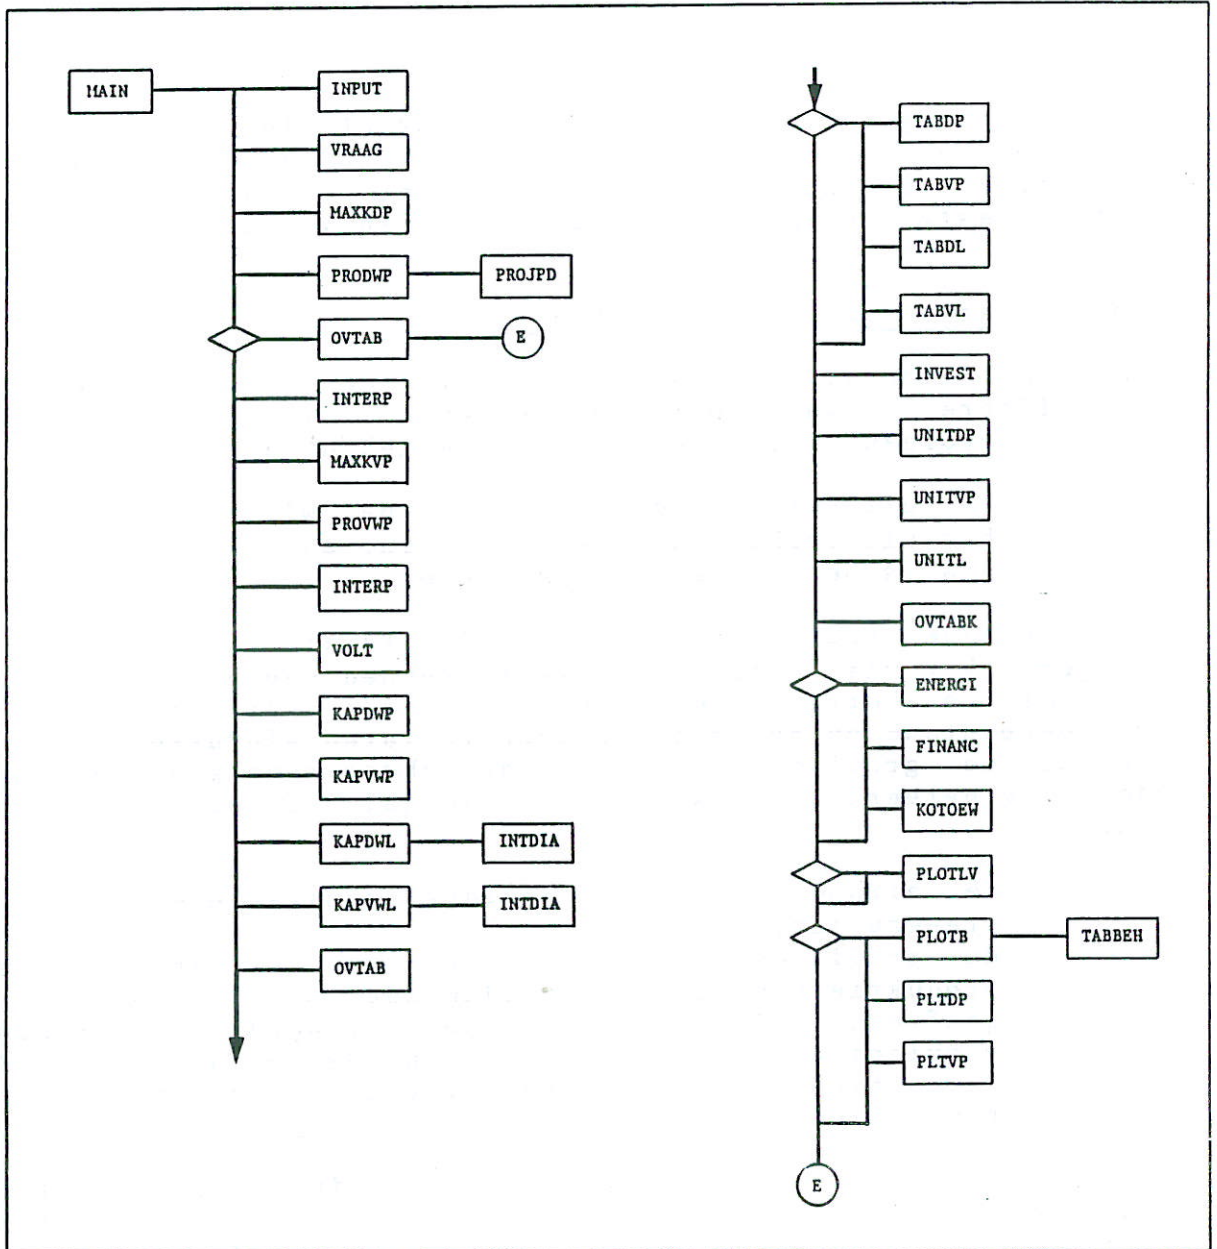 MAIN
INPUT
VRAAG
MAXKDP
PRODWP PROJPD
OVTAB E
INTERP
MAXKVP
PROVWP
INTERP
VOLT
KAPDWP
KAPVWP
KAPDWL INTDIA
KAPVWL INTDIA
OVTAB
TABDP
TABVP
TABDL
TABVL
INVEST
UNITDP
UNITVP
UNITL
OVTABK
ENERGI
FINANC
KOTOEW
PLOTLV
PLOTB TABBEH
PLTDP
PLTVP
E